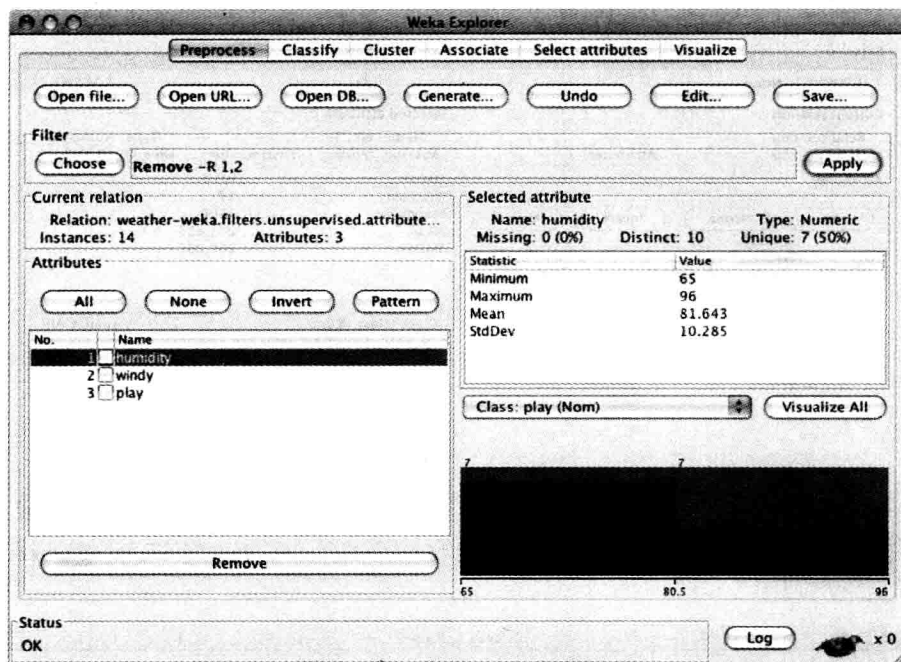 Weka Explorer
Preprocess Classify Cluster Associate Select attributes Visualize
Open file... Open URL... Open DB... Generate... Undo Edit... Save...
Filter
Choose Remove -R 1,2 Apply
Current relation
Relation: weather-weka.filters.unsupervised.attribute...
Instances: 14 Attributes: 3
Attributes
All None Invert Pattern
No. Name
1 humidity
2 windy
3 play
Remove
Selected attribute
Name: humidity Type: Numeric
Missing: 0 (0%) Distinct: 10 Unique: 7 (50%)
Statistic Value
Minimum 65
Maximum 96
Mean 81.643
StdDev 10.285
Class: play (Nom) Visualize All
7 7
65 80.5 96
Status
OK Log x 0